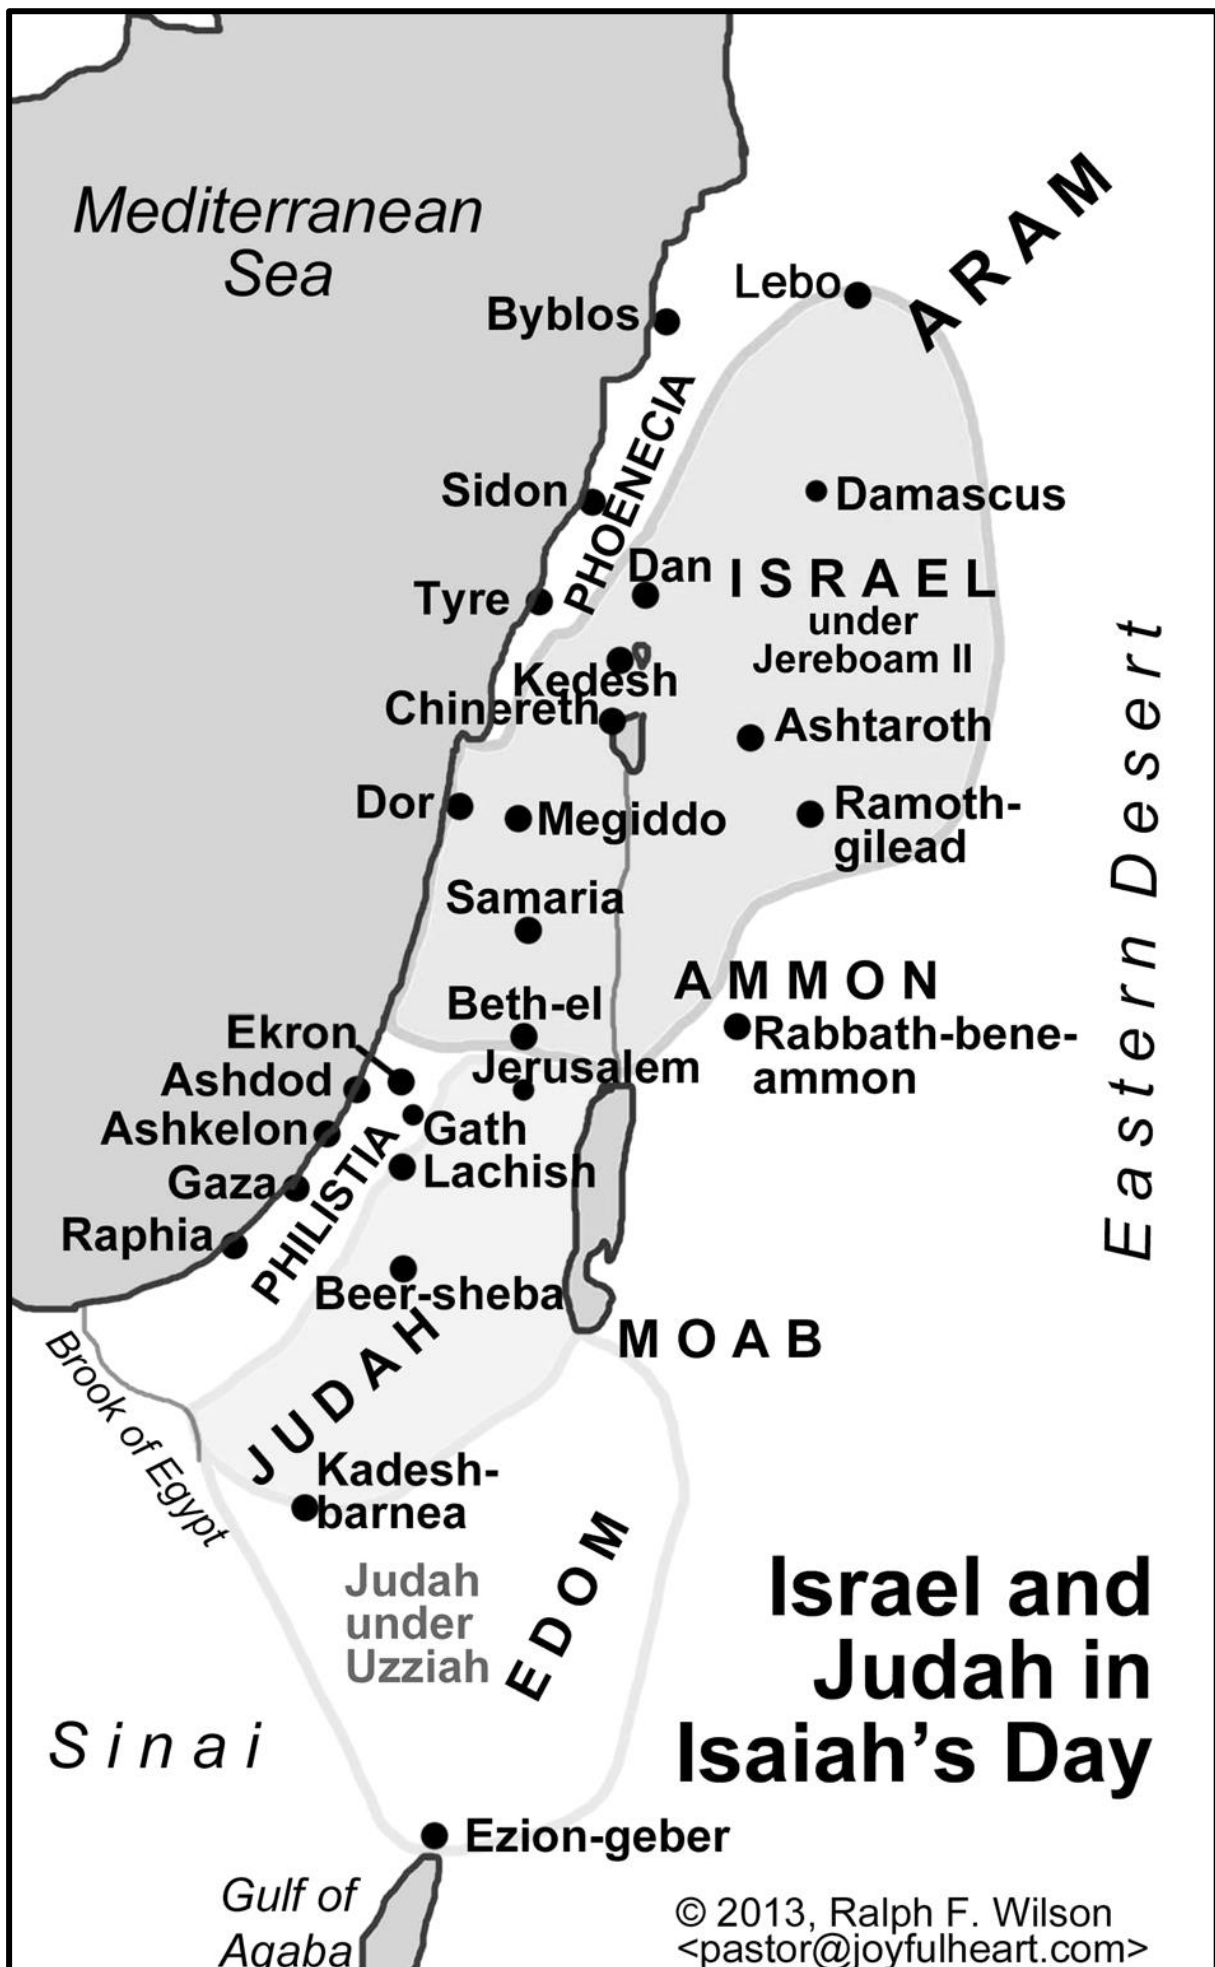 Mediterranean
Sea
ARAM
Lebo
Byblos
PHOENECIA
Sidon
Damascus
Dan
ISRAEL
under
Jereboam II
Tyre
Kedesh
Chinereth
Ashtaroth
Eastern Desert
Dor
Megiddo
Ramoth-
gilead
Samaria
AMMON
Beth-el
Rabbath-bene-
ammon
Ekron
Jerusalem
Ashdod
Ashkelon
Gath
Lachish
Gaza
PHILISTIA
Raphia
Beer-sheba
MOAB
JUDAH
Brook of Egypt
Kadesh-
barnea
Judah
under
Uzziah
EDOM
Israel and
Judah in
Isaiah’s Day
Sinai
Ezion-geber
Gulf of
Aqaba
© 2013, Ralph F. Wilson
<pastor@joyfulheart.com>